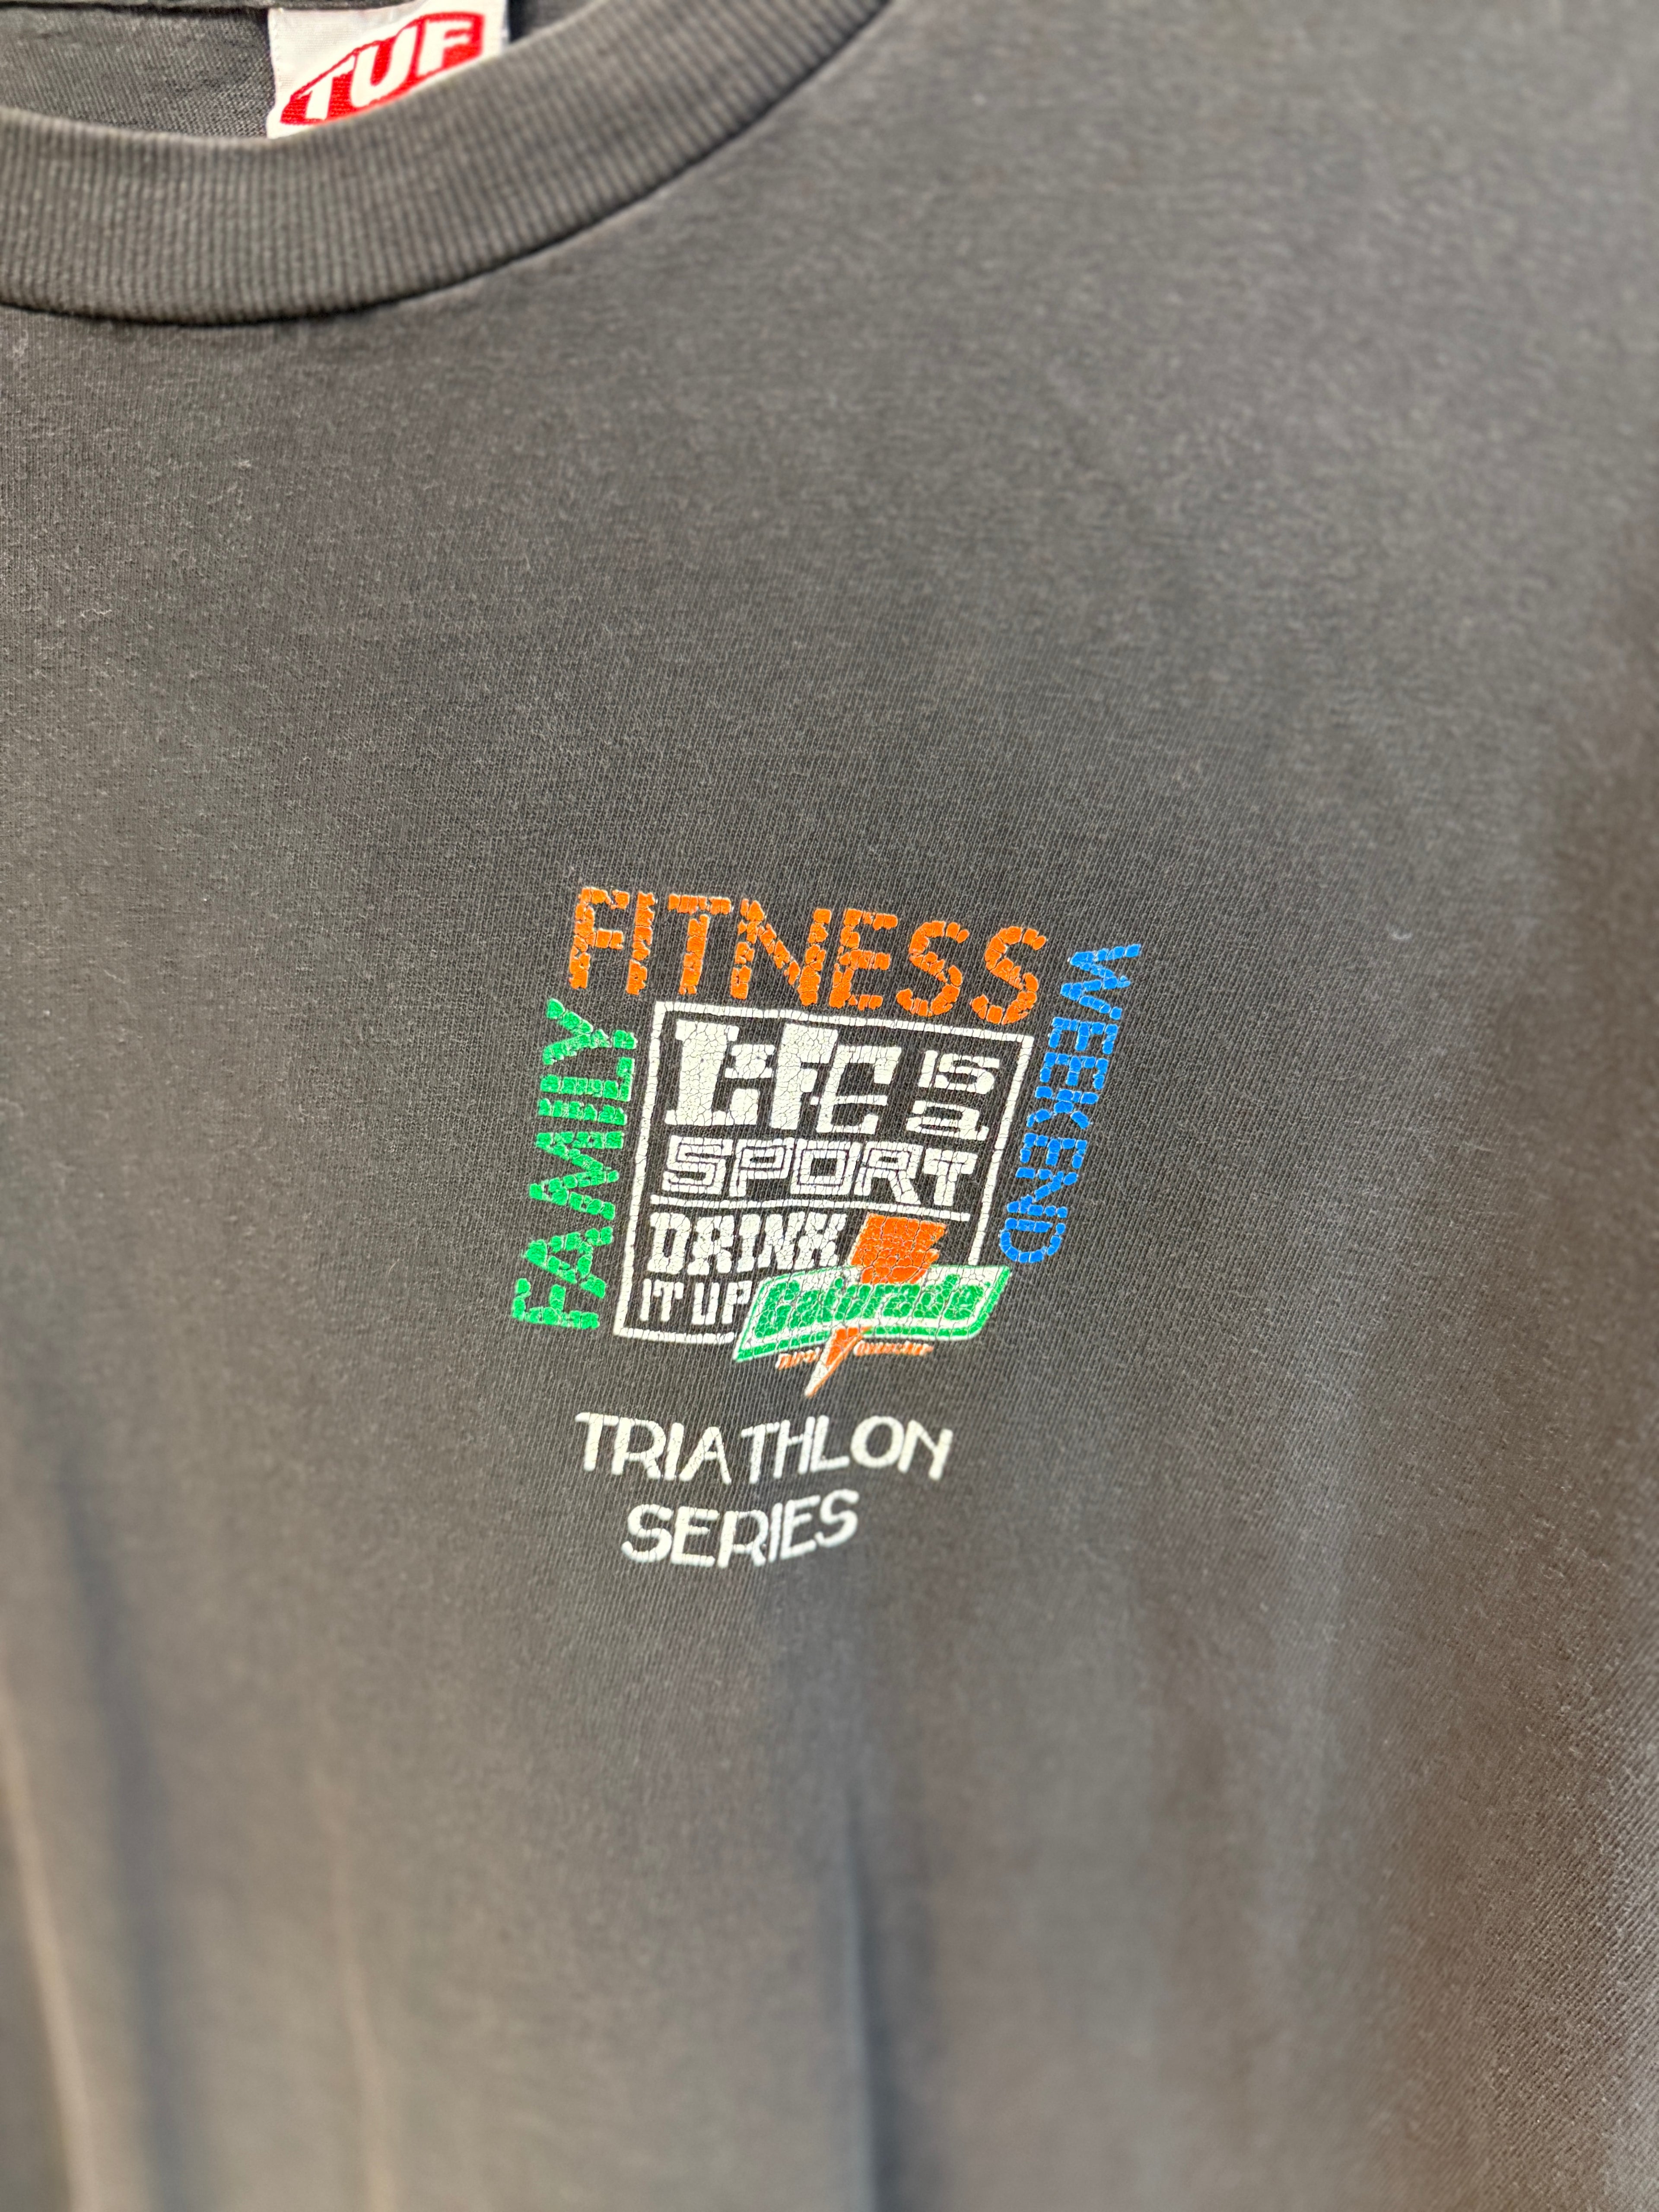 TUF
FAMILY
FITNESS
WEEKEND
LIFE IS
a
SPORT
DRINK
IT UP
Gatorade
TRIATHLON
SERIES